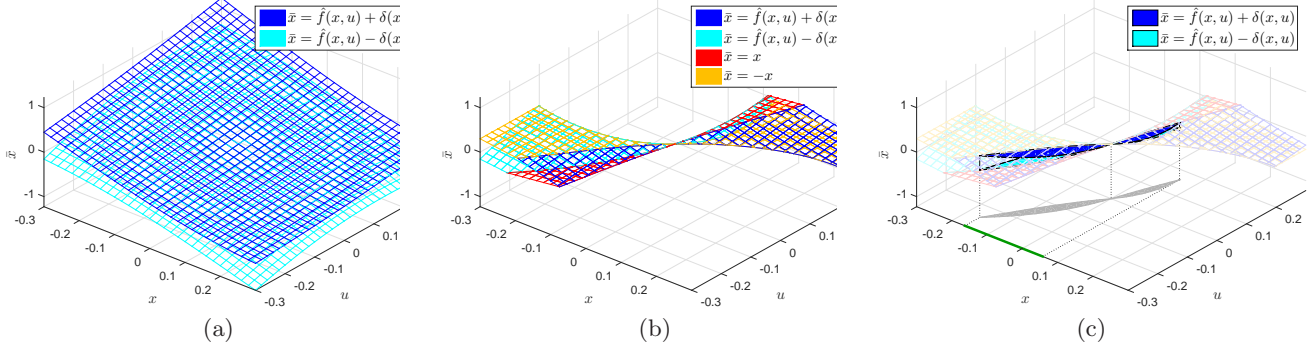 x̄ = f̂(x, u) + δ(x
x̄ = f̂(x, u) − δ(x
1
0
-1
x̄
-0.3
-0.2
-0.1
0
0.1
0.2
x
-0.3
-0.2
-0.1
0
0.1
u
(a)
x̄ = f̂(x, u) + δ(x
x̄ = f̂(x, u) − δ(x
x̄ = x
x̄ = −x
1
0
-1
x̄
-0.3
-0.2
-0.1
0
0.1
0.2
x
-0.3
-0.2
-0.1
0
0.1
u
(b)
x̄ = f̂(x, u) + δ(x, u)
x̄ = f̂(x, u) − δ(x, u)
1
0
-1
x̄
-0.3
-0.2
-0.1
0
0.1
0.2
x
-0.3
-0.2
-0.1
0
0.1
0.2
u
(c)